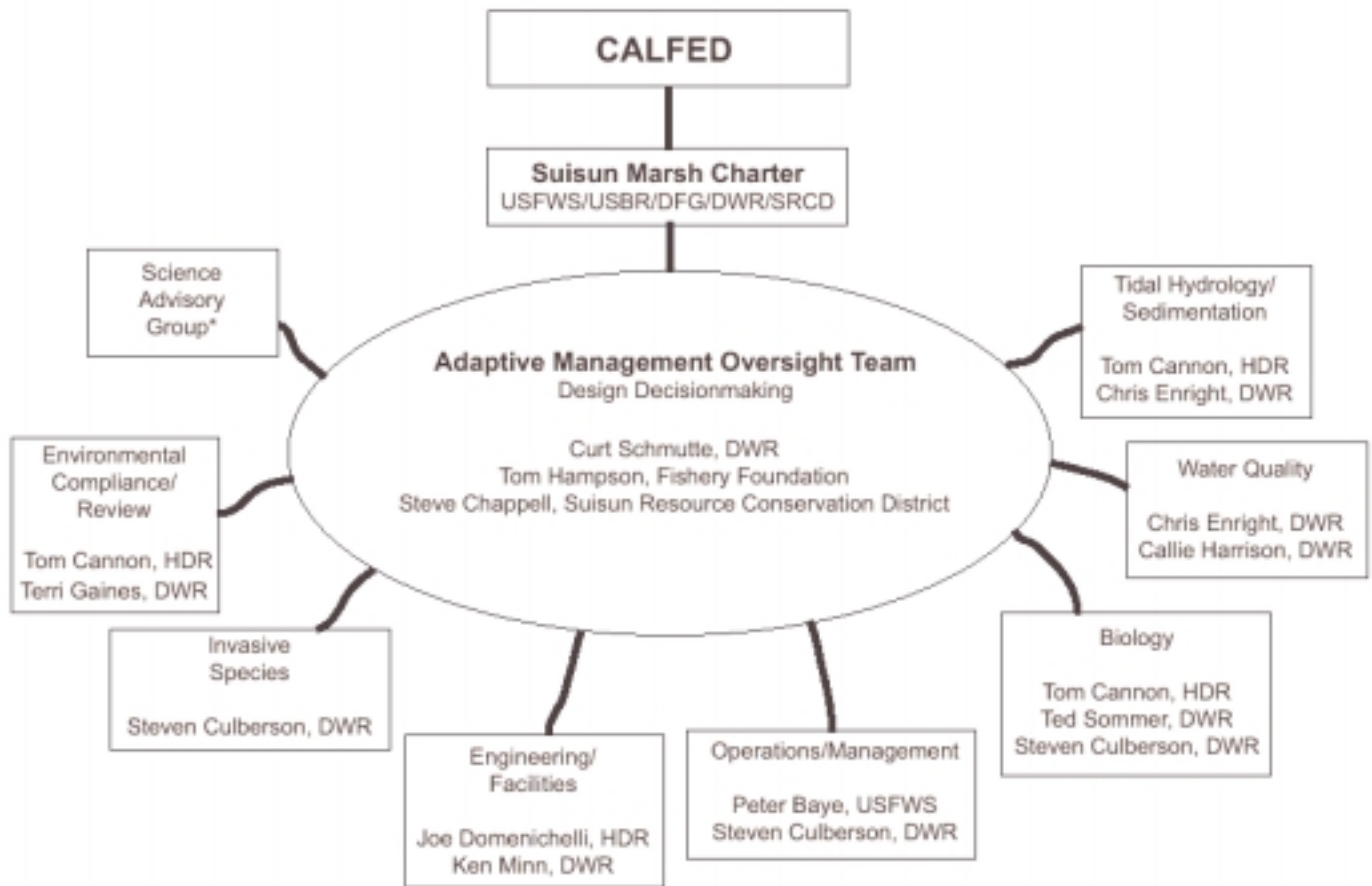 CALFED
Suisun Marsh Charter
USFWS/USBR/DFG/DWR/SRCD
Science
Advisory
Group*
Adaptive Management Oversight Team
Design Decisionmaking
Curt Schmutte, DWR
Tom Hampson, Fishery Foundation
Steve Chappell, Suisun Resource Conservation District
Tidal Hydrology/
Sedimentation
Tom Cannon, HDR
Chris Enright, DWR
Environmental
Compliance/
Review
Tom Cannon, HDR
Terri Gaines, DWR
Water Quality
Chris Enright, DWR
Callie Harrison, DWR
Invasive
Species
Steven Culberson, DWR
Engineering/
Facilities
Joe Domenichelli, HDR
Ken Minn, DWR
Operations/Management
Peter Baye, USFWS
Steven Culberson, DWR
Biology
Tom Cannon, HDR
Ted Sommer, DWR
Steven Culberson, DWR